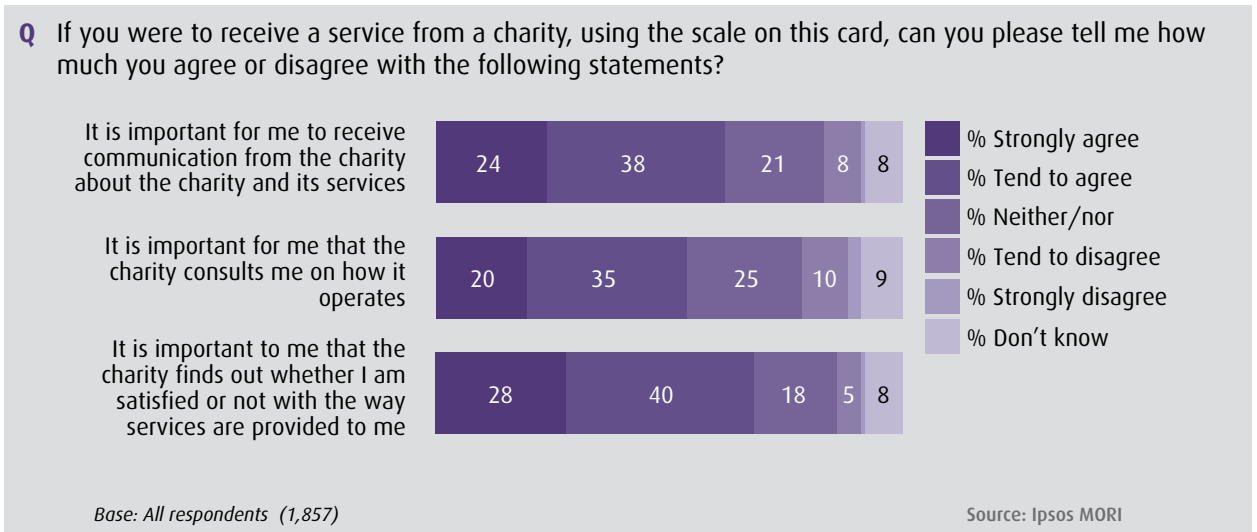 Q If you were to receive a service from a charity, using the scale on this card, can you please tell me how
much you agree or disagree with the following statements?
It is important for me to receive
communication from the charity
about the charity and its services
24 38 21 8 8
It is important for me that the
charity consults me on how it
operates
20 35 25 10 9
It is important to me that the
charity finds out whether I am
satisfied or not with the way
services are provided to me
28 40 18 5 8
% Strongly agree
% Tend to agree
% Neither/nor
% Tend to disagree
% Strongly disagree
% Don't know
Base: All respondents (1,857)
Source: Ipsos MORI